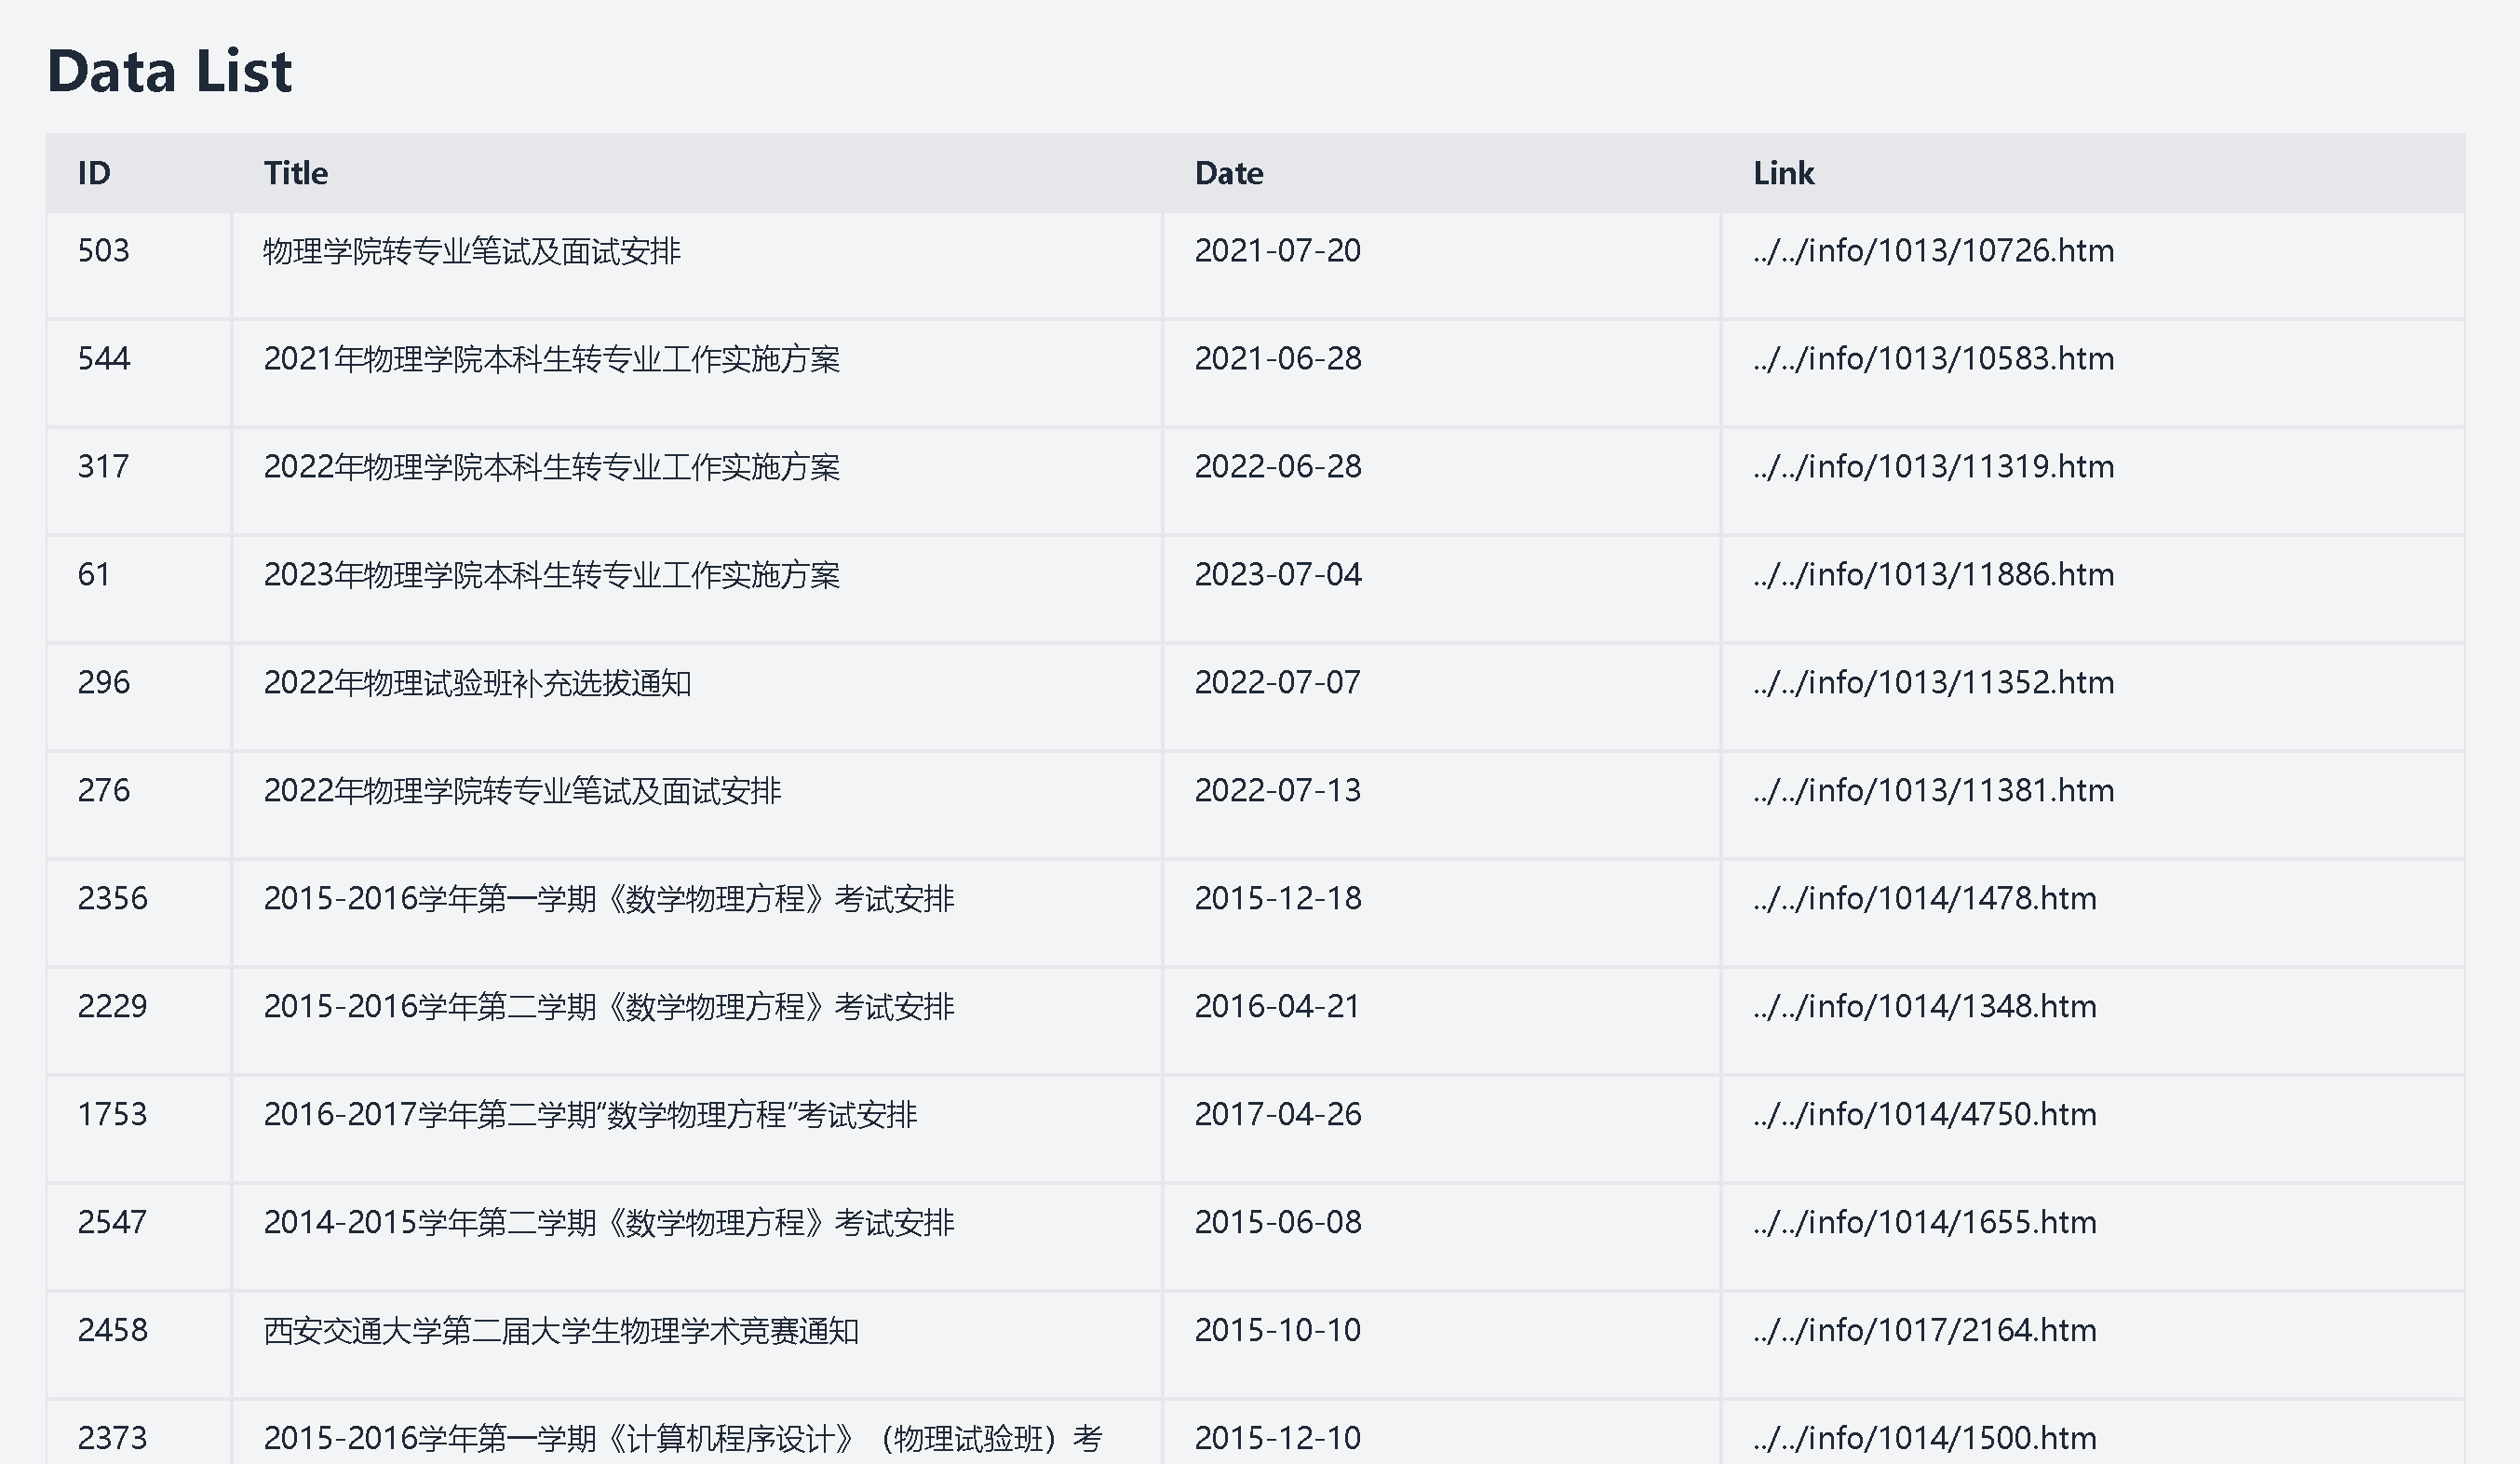 Data List
ID Title Date Link
503 物理学院转专业笔试及面试安排 2021-07-20 ../../info/1013/10726.htm
544 2021年物理学院本科生转专业工作实施方案 2021-06-28 ../../info/1013/10583.htm
317 2022年物理学院本科生转专业工作实施方案 2022-06-28 ../../info/1013/11319.htm
61 2023年物理学院本科生转专业工作实施方案 2023-07-04 ../../info/1013/11886.htm
296 2022年物理试验班补充选拔通知 2022-07-07 ../../info/1013/11352.htm
276 2022年物理学院转专业笔试及面试安排 2022-07-13 ../../info/1013/11381.htm
2356 2015-2016学年第一学期《数学物理方程》考试安排 2015-12-18 ../../info/1014/1478.htm
2229 2015-2016学年第二学期《数学物理方程》考试安排 2016-04-21 ../../info/1014/1348.htm
1753 2016-2017学年第二学期“数学物理方程”考试安排 2017-04-26 ../../info/1014/4750.htm
2547 2014-2015学年第二学期《数学物理方程》考试安排 2015-06-08 ../../info/1014/1655.htm
2458 西安交通大学第二届大学生物理学术竞赛通知 2015-10-10 ../../info/1017/2164.htm
2373 2015-2016学年第一学期《计算机程序设计》（物理试验班）考 2015-12-10 ../../info/1014/1500.htm